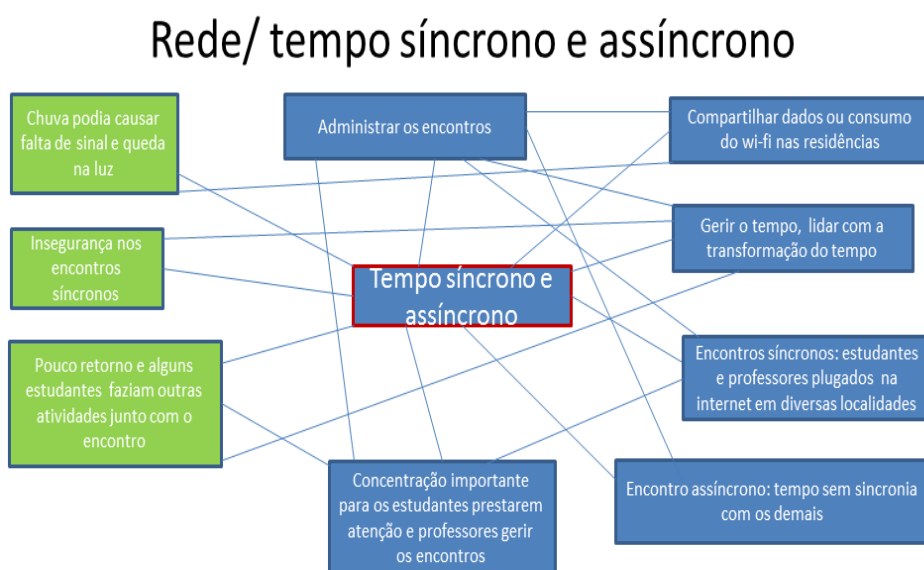 Rede/ tempo síncrono e assíncrono
Chuva podia causar
falta de sinal e queda
na luz
Administrar os encontros
Compartilhar dados ou consumo
do wi-fi nas residências
Insegurança nos
encontros
síncronos
Gerir o tempo, lidar com a
transformação do tempo
Tempo síncrono e
assíncrono
Pouco retorno e alguns
estudantes faziam outras
atividades junto com o
encontro
Encontros síncronos: estudantes
e professores plugados na
internet em diversas localidades
Concentração importante
para os estudantes prestarem
atenção e professores gerir
os encontros
Encontro assíncrono: tempo sem sincronia
com os demais